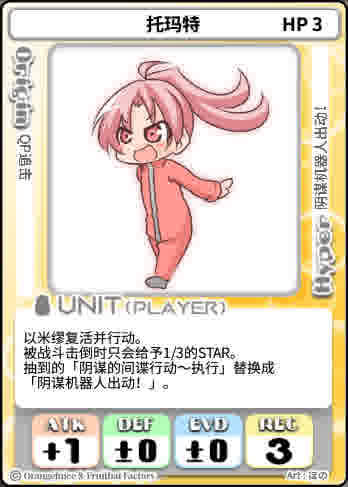 托玛特 HP 3
Origin
QP追击
阴谋机器人出动!
Hyper
UNIT (PLAYER)
以米缪复活并行动。
被战斗击倒时只会给予1/3的STAR。
抽到的「阴谋的间谍行动～执行」替换成
「阴谋机器人出动!」。
ATK DEF EVD REC
+1 ±0 ±0 3
© Orangejuice & Fruitbat Factory Art : ほの